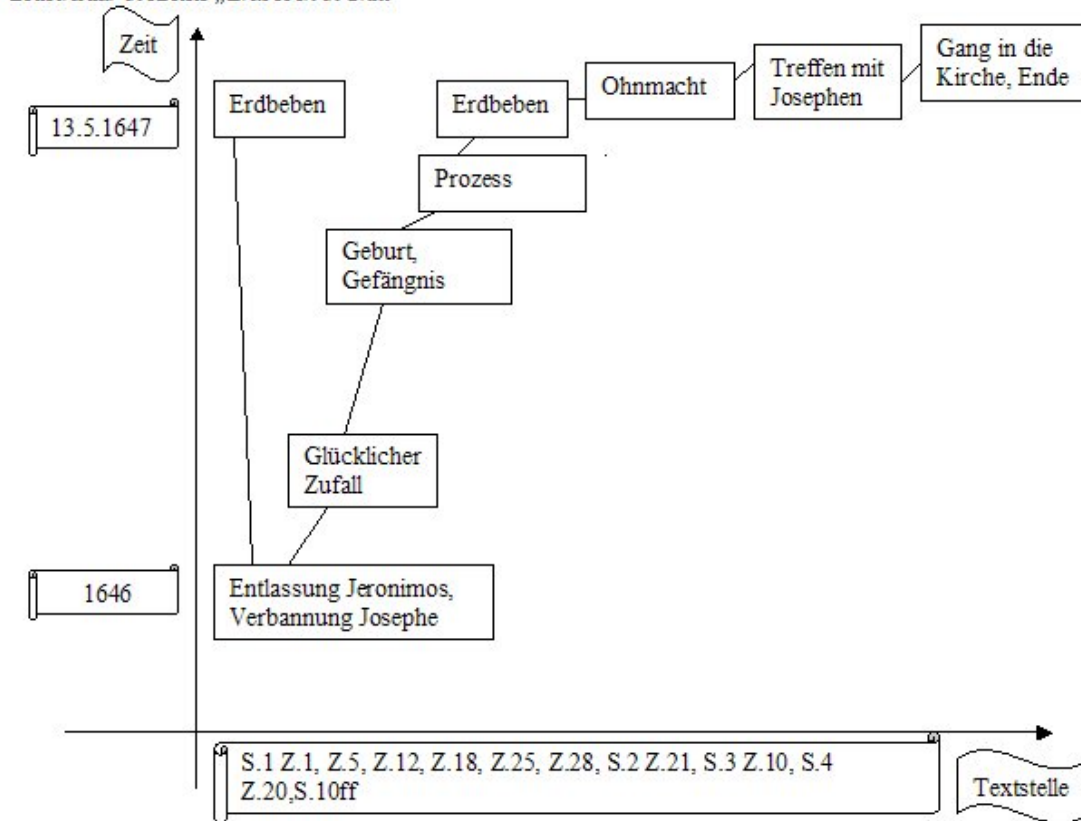 Zeit
Erdbeben
Erdbeben
Ohnmacht
Treffen mit
Josephen
Gang in die
Kirche, Ende
13.5.1647
Prozess
Geburt,
Gefängnis
Glücklicher
Zufall
1646
Entlassung Jeronimos,
Verbannung Josephe
S.1 Z.1, Z.5, Z.12, Z.18, Z.25, Z.28, S.2 Z.21, S.3 Z.10, S.4
Z.20,S.10ff
Textstelle